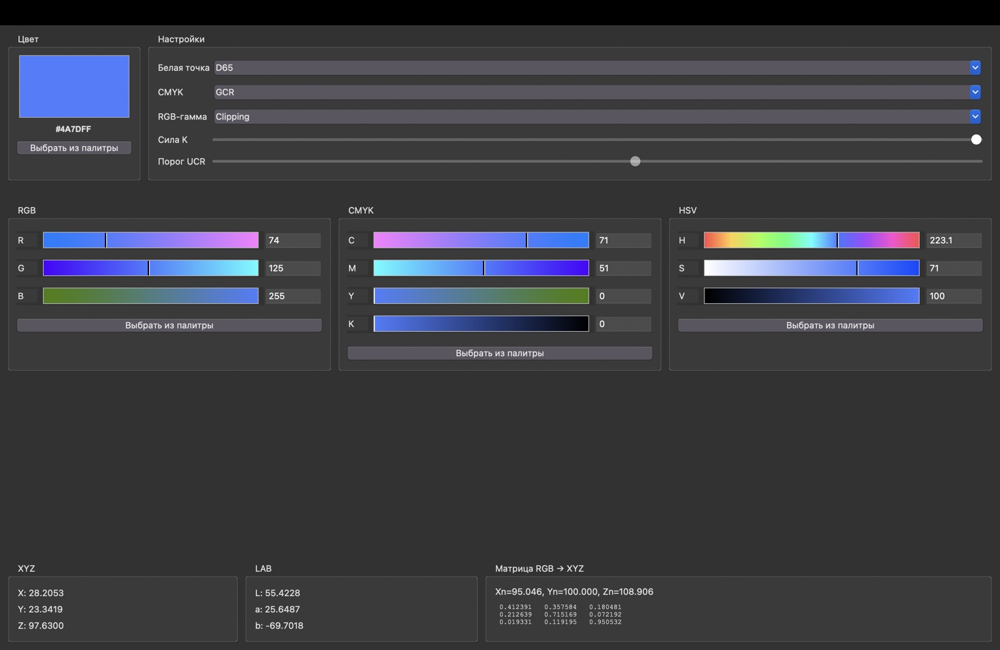 Цвет
#4A7DFF
Выбрать из палитры
Настройки
Белая точка D65
CMYK GCR
RGB-гамма Clipping
Сила K
Порог UCR
RGB
R 74
G 125
B 255
Выбрать из палитры
CMYK
C 71
M 51
Y 0
K 0
Выбрать из палитры
HSV
H 223.1
S 71
V 100
Выбрать из палитры
XYZ
X: 28.2053
Y: 23.3419
Z: 97.6300
LAB
L: 55.4228
a: 25.6487
b: -69.7018
Матрица RGB → XYZ
Xn=95.046, Yn=100.000, Zn=108.906
0.412391 0.357584 0.180481
0.212639 0.715169 0.072192
0.019331 0.119195 0.950532